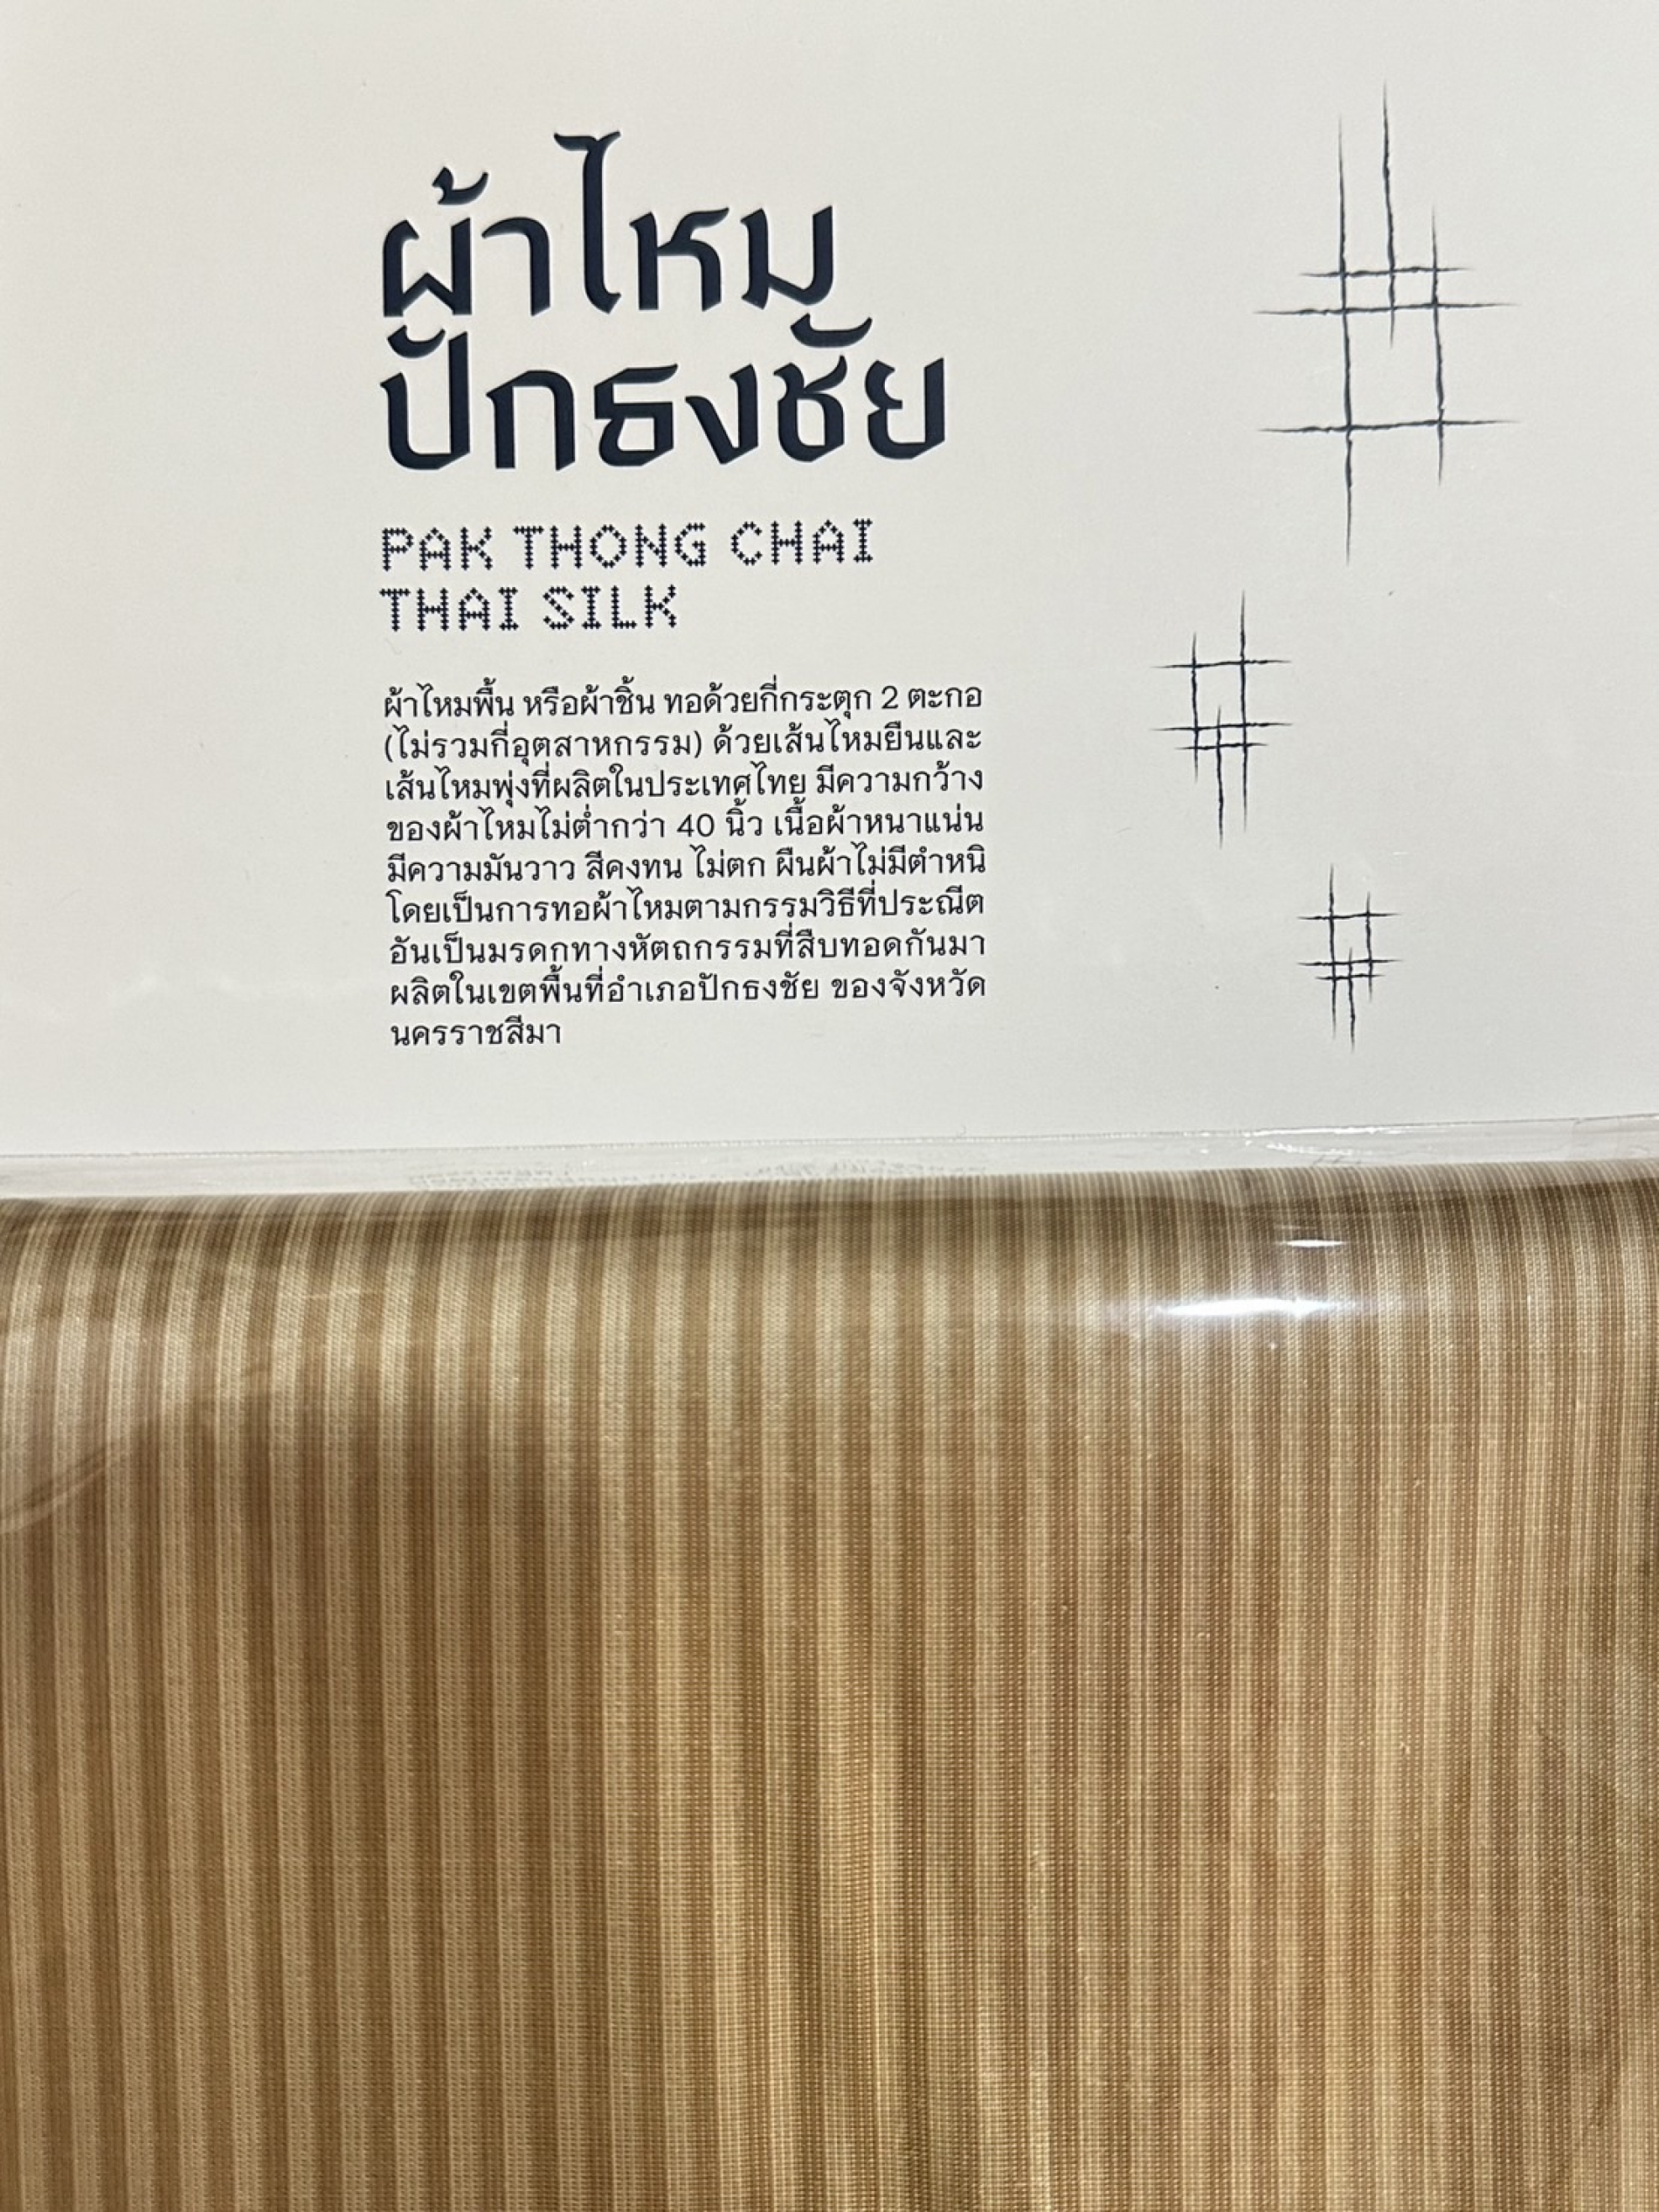 ผ้าไหม
ปักธงชัย
PAK THONG CHAI
THAI SILK
ผ้าไหมพื้น หรือผ้าชิ้น ทอด้วยกี่กระตุก 2 ตะกอ
(ไม่รวมกี่อุตสาหกรรม) ด้วยเส้นไหมยืนและ
เส้นไหมพุ่งที่ผลิตในประเทศไทย มีความกว้าง
ของผ้าไหมไม่ต่ำกว่า 40 นิ้ว เนื้อผ้าหนาแน่น
มีความมันวาว สีคงทน ไม่ตก ผืนผ้าไม่มีตำหนิ
โดยเป็นการทอผ้าไหมตามกรรมวิธีที่ประณีต
อันเป็นมรดกทางหัตถกรรมที่สืบทอดกันมา
ผลิตในเขตพื้นที่อำเภอปักธงชัย ของจังหวัด
นครราชสีมา